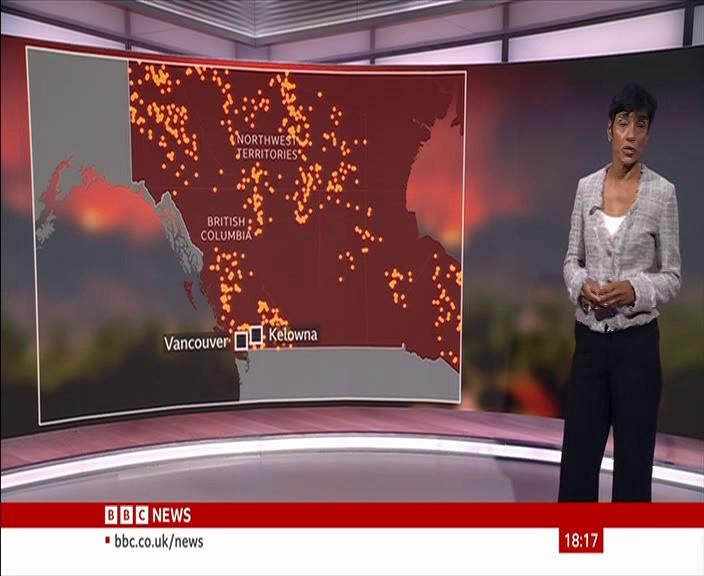 NORTHWEST
TERRITORIES
BRITISH
COLUMBIA
Vancouver
Kelowna
BBC NEWS
bbc.co.uk/news
18:17